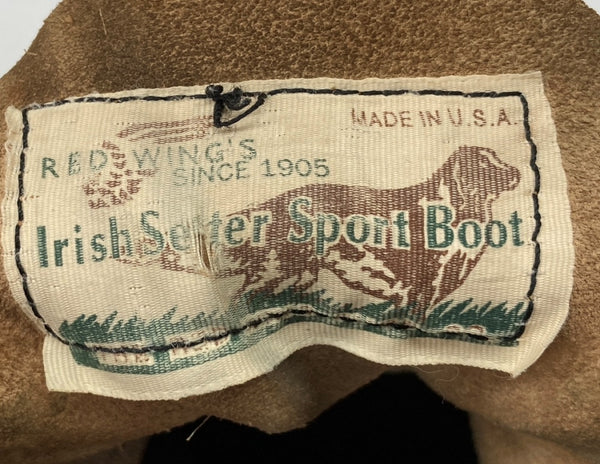 MADE IN U.S.A.
RED WING'S
SINCE 1905
Irish Setter Sport Boot